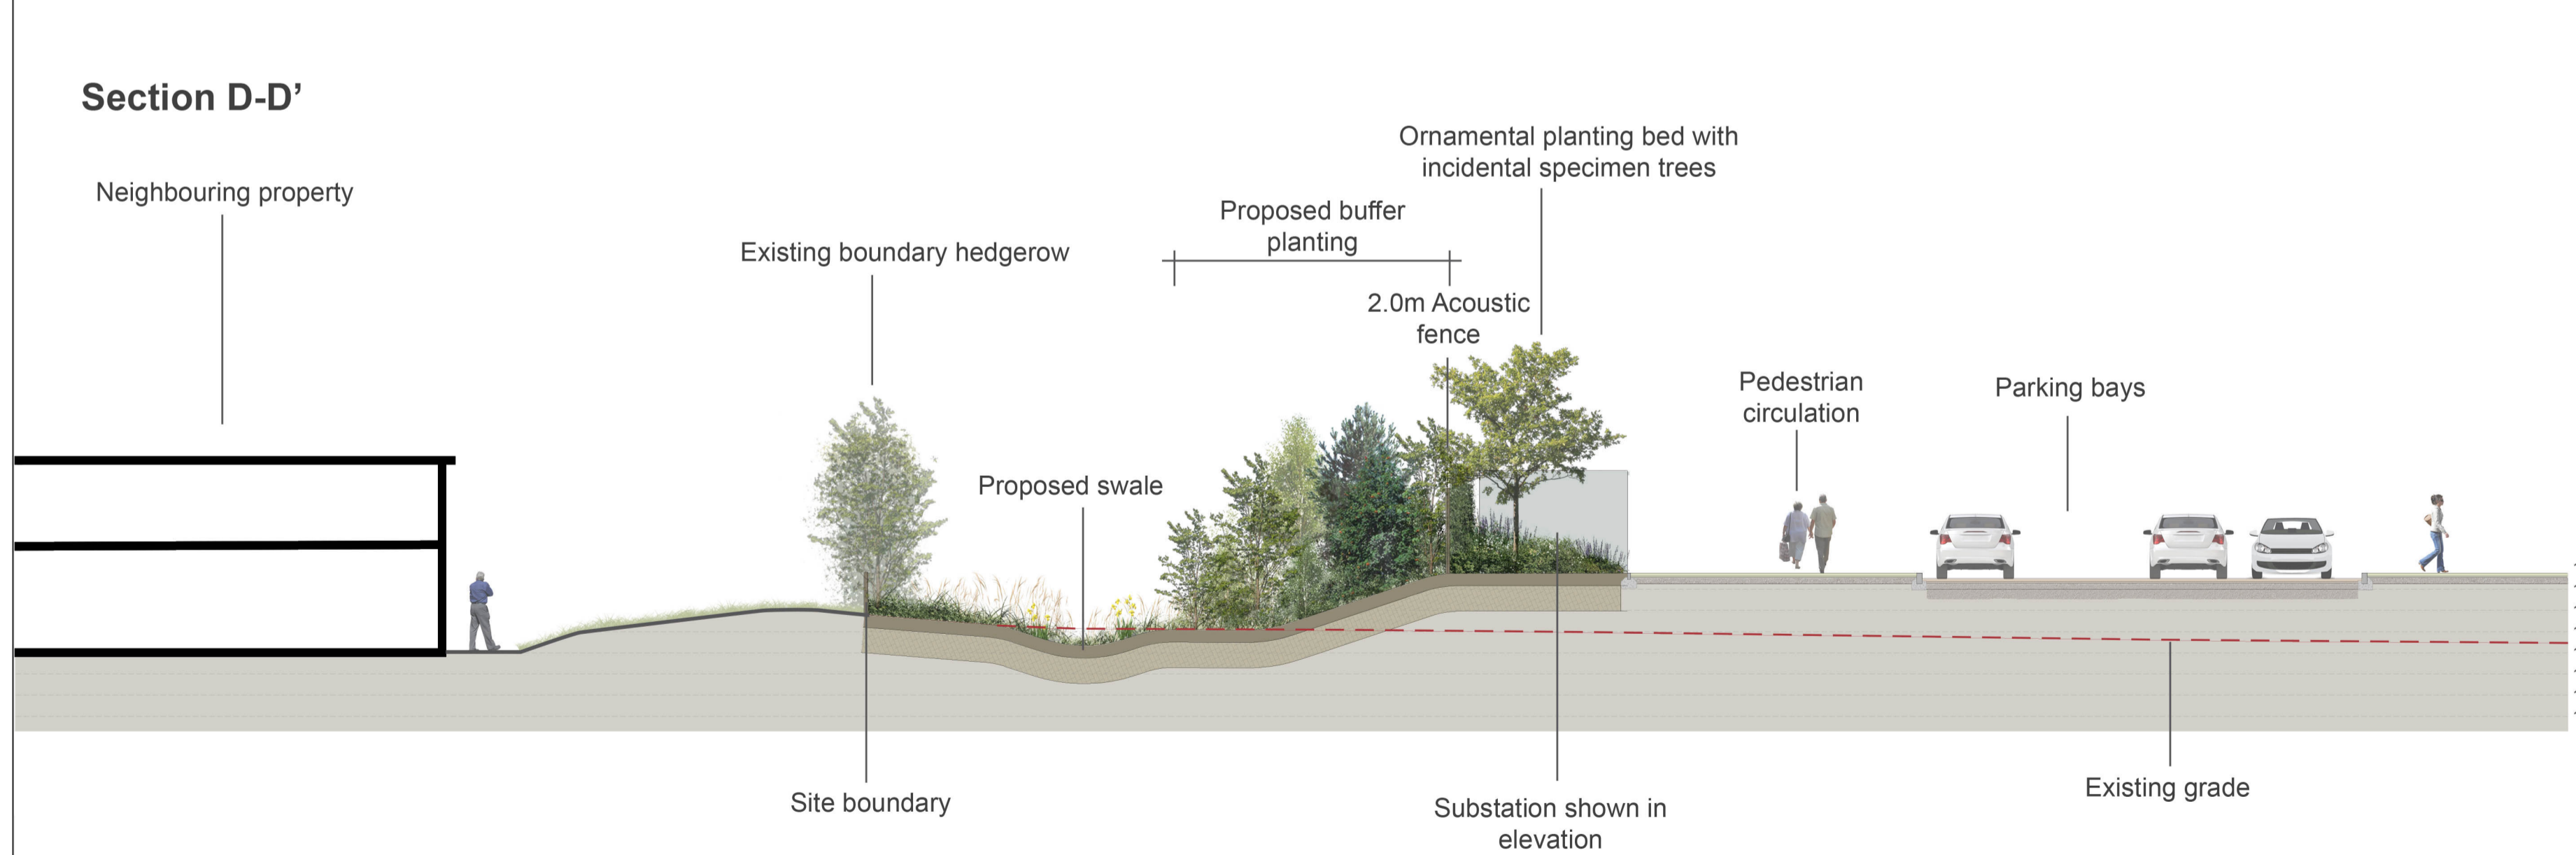 Section D-D’
Neighbouring property
Existing boundary hedgerow
Proposed swale
Proposed buffer
planting
2.0m Acoustic
fence
Ornamental planting bed with
incidental specimen trees
Pedestrian
circulation
Parking bays
Site boundary
Substation shown in
elevation
Existing grade